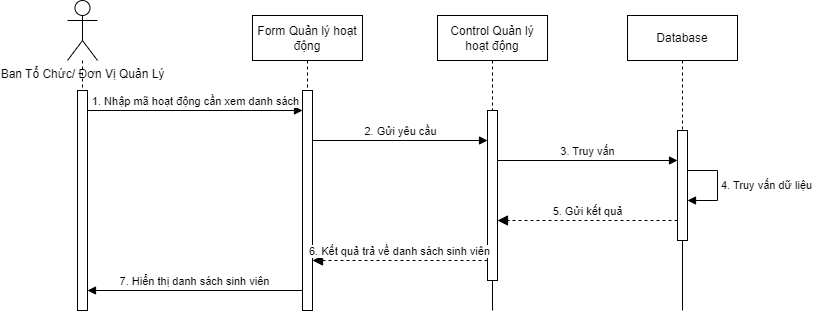 Form Quản lý hoạt
động
Control Quản lý
hoạt động
Database
Ban Tổ Chức/ Đơn Vị Quản Lý
1. Nhập mã hoạt động cần xem danh sách
2. Gửi yêu cầu
3. Truy vấn
4. Truy vấn dữ liệu
5. Gửi kết quả
6. Kết quả trả về danh sách sinh viên
7. Hiển thị danh sách sinh viên